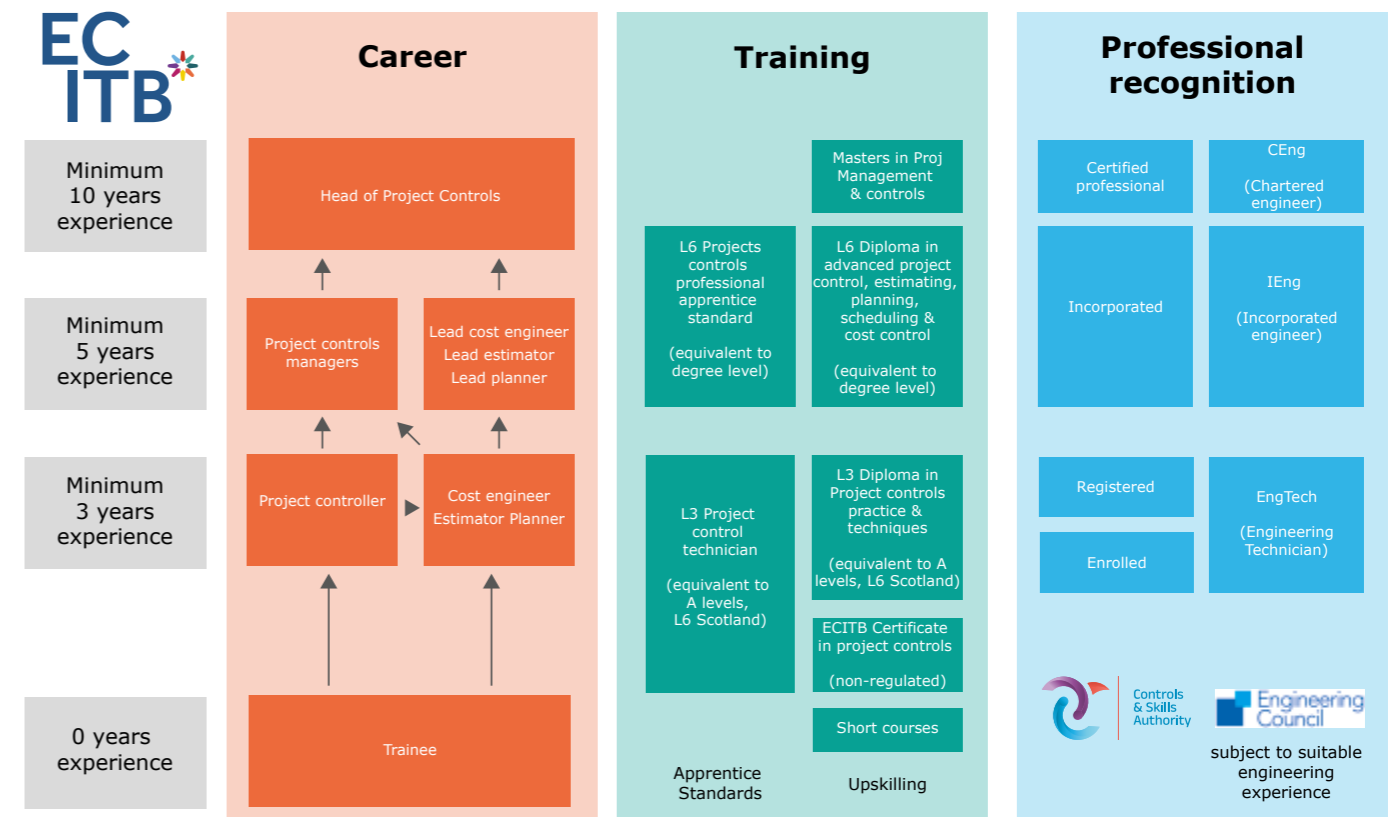 EC
ITB
Career
Training
Professional
recognition
Minimum
10 years
experience
Minimum
5 years
experience
Minimum
3 years
experience
0 years
experience
Head of Project Controls
Project controls
managers
Lead cost engineer
Lead estimator
Lead planner
Project controller
Cost engineer
Estimator Planner
Trainee
Masters in Proj
Management
& controls
L6 Projects
controls
professional
apprentice
standard
(equivalent to
degree level)
L6 Diploma in
advanced project
control, estimating,
planning,
scheduling &
cost control
(equivalent to
degree level)
L3 Project
control
technician
(equivalent to
A levels,
L6 Scotland)
L3 Diploma in
Project controls
practice &
techniques
(equivalent to A
levels, L6 Scotland)
ECITB Certificate
in project controls
(non-regulated)
Short courses
Apprentice
Standards
Upskilling
Certified
professional
CEng
(Chartered
engineer)
Incorporated
IEng
(Incorporated
engineer)
Registered
Enrolled
EngTech
(Engineering
Technician)
Controls
& Skills
Authority
Engineering
Council
subject to suitable
engineering
experience